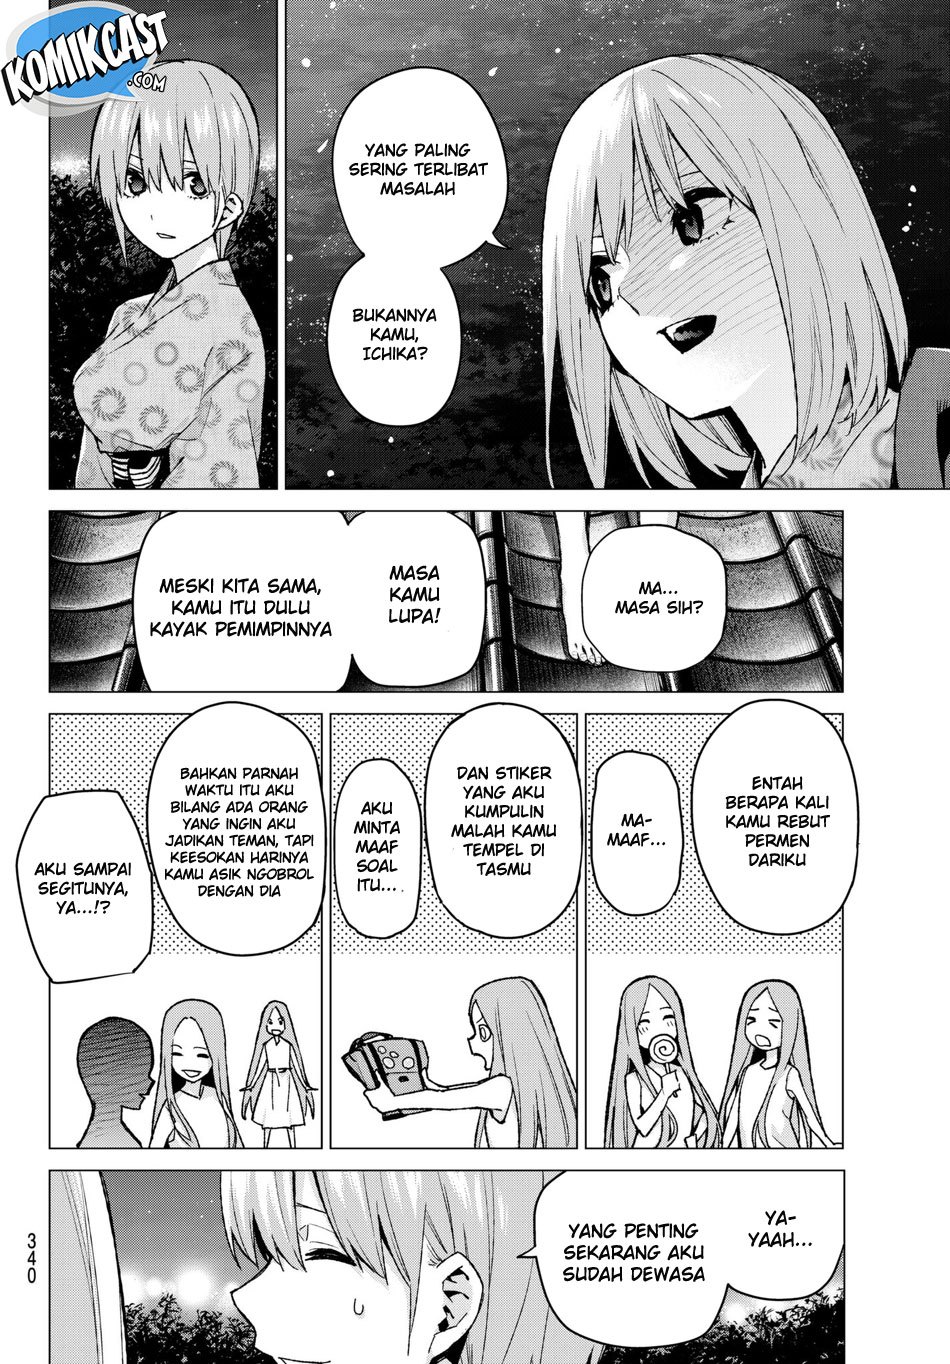 KOMIKCAST
.COM
YANG PALING
SERING TERLIBAT
MASALAH
BUKANNYA
KAMU,
ICHIKA?
MA...
MASA SIH?
MASA
KAMU
LUPA!
MESKI KITA SAMA,
KAMU ITU DULU
KAYAK PEMIMPINNYA
ENTAH
BERAPA KALI
KAMU REBUT
PERMEN
DARIKU
MA-
MAAF...
DAN STIKER
YANG AKU
KUMPULIN
MALAH KAMU
TEMPEL DI
TASMU
AKU
MINTA
MAAF
SOAL
ITU...
BAHKAN PARNAH
WAKTU ITU AKU
BILANG ADA ORANG
YANG INGIN AKU
JADIKAN TEMAN, TAPI
KEESOKAN HARINYA
KAMU ASIK NGOBROL
DENGAN DIA
AKU SAMPAI
SEGITUNYA,
YA...!?
YA-
YAAH...
YANG PENTING
SEKARANG AKU
SUDAH DEWASA
340